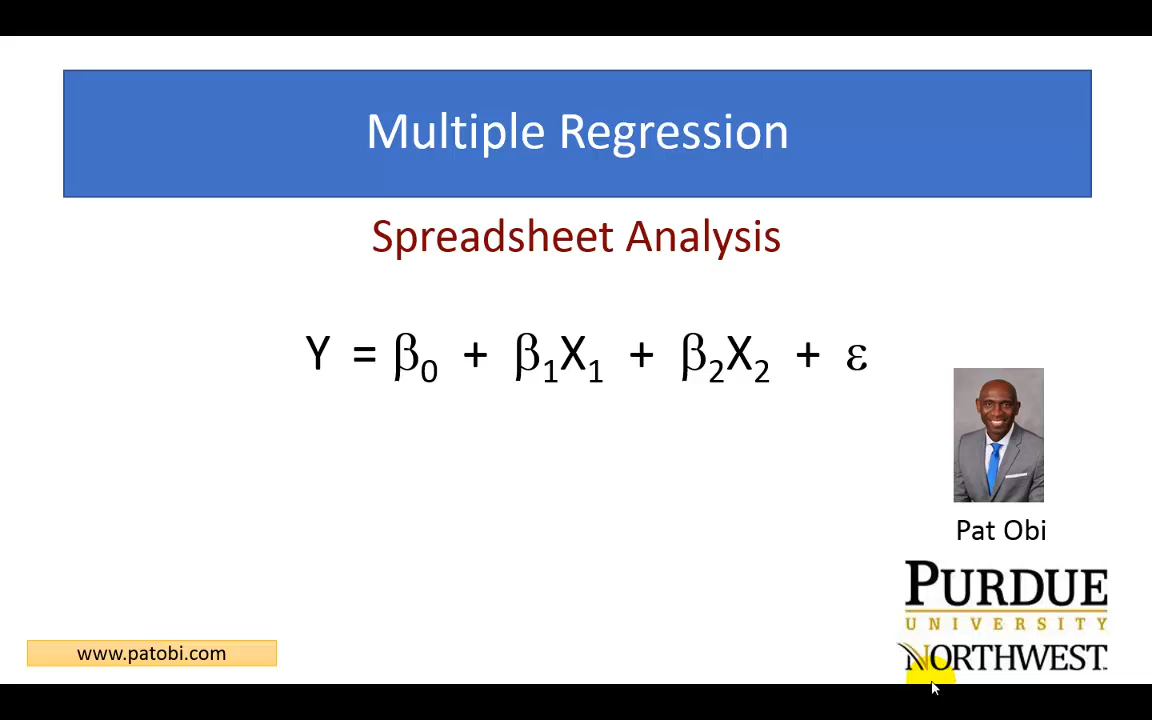 Multiple Regression
Spreadsheet Analysis
Y = β₀ + β₁X₁ + β₂X₂ + ε
Pat Obi
PURDUE
UNIVERSITY
NORTHWEST
www.patobi.com